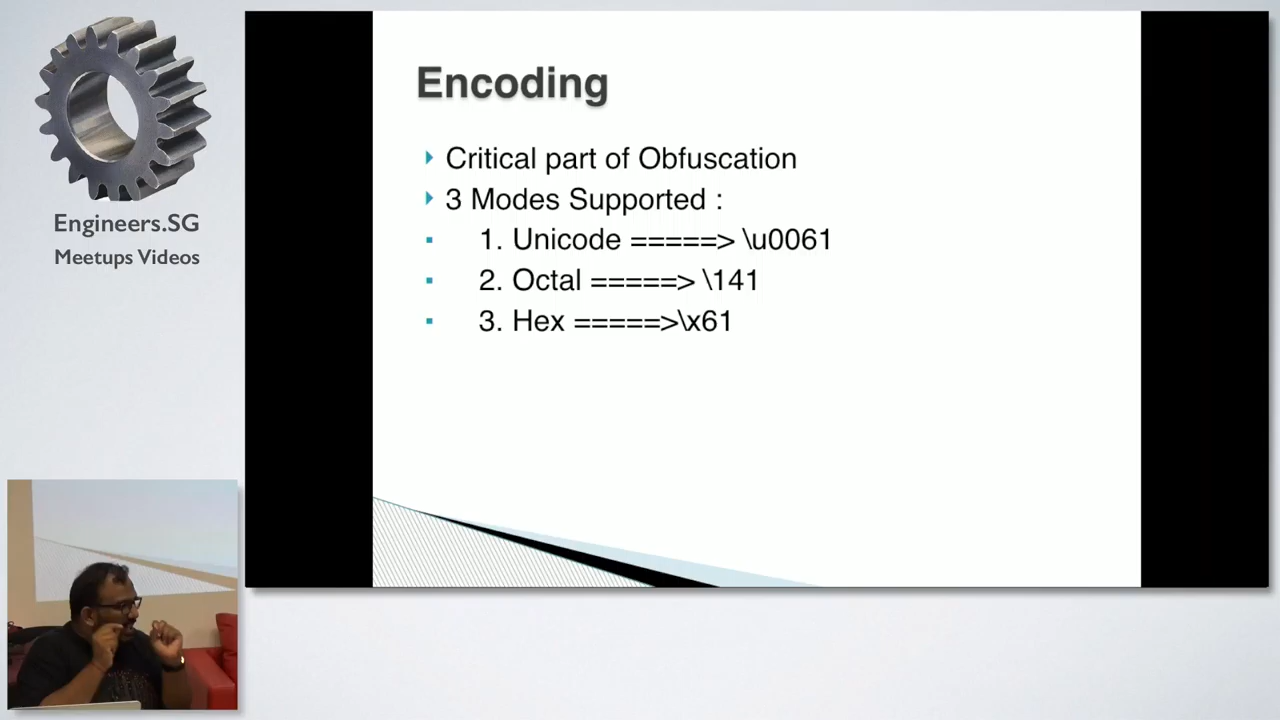 Encoding
Critical part of Obfuscation
3 Modes Supported :
1. Unicode =====> \u0061
2. Octal =====> \141
3. Hex =====>\x61
Engineers.SG
Meetups Videos